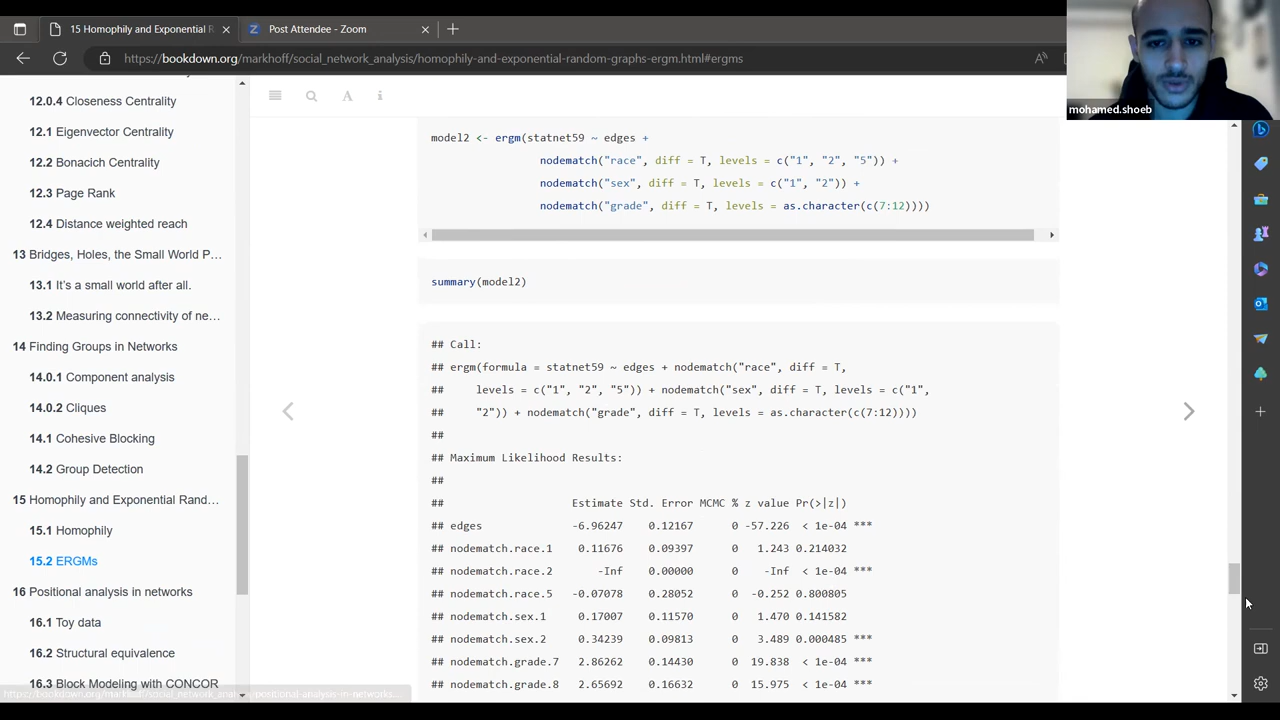 15 Homophily and Exponential R
Post Attendee - Zoom
https://bookdown.org/markhoff/social_network_analysis/homophily-and-exponential-random-graphs-ergm.html#ergms
mohamed.shoeb
12.0.4 Closeness Centrality
12.1 Eigenvector Centrality
12.2 Bonacich Centrality
12.3 Page Rank
12.4 Distance weighted reach
13 Bridges, Holes, the Small World P...
13.1 It's a small world after all.
13.2 Measuring connectivity of ne...
14 Finding Groups in Networks
14.0.1 Component analysis
14.0.2 Cliques
14.1 Cohesive Blocking
14.2 Group Detection
15 Homophily and Exponential Rand...
15.1 Homophily
15.2 ERGMs
16 Positional analysis in networks
16.1 Toy data
16.2 Structural equivalence
16.3 Block Modeling with CONCOR
model2 <- ergm(statnet59 ~ edges +
nodematch("race", diff = T, levels = c("1", "2", "5")) +
nodematch("sex", diff = T, levels = c("1", "2")) +
nodematch("grade", diff = T, levels = as.character(c(7:12))))
summary(model2)
## Call:
## ergm(formula = statnet59 ~ edges + nodematch("race", diff = T,
## levels = c("1", "2", "5")) + nodematch("sex", diff = T, levels = c("1",
## "2")) + nodematch("grade", diff = T, levels = as.character(c(7:12))))
##
## Maximum Likelihood Results:
##
## Estimate Std. Error MCMC % z value Pr(>|z|)
## edges -6.96247 0.12167 0 -57.226 < 1e-04 ***
## nodematch.race.1 0.11676 0.09397 0 1.243 0.214032
## nodematch.race.2 -Inf 0.00000 0 -Inf < 1e-04 ***
## nodematch.race.5 -0.07078 0.28052 0 -0.252 0.800805
## nodematch.sex.1 0.17007 0.11570 0 1.470 0.141582
## nodematch.sex.2 0.34239 0.09813 0 3.489 0.000485 ***
## nodematch.grade.7 2.86262 0.14430 0 19.838 < 1e-04 ***
## nodematch.grade.8 2.65692 0.16632 0 15.975 < 1e-04 ***